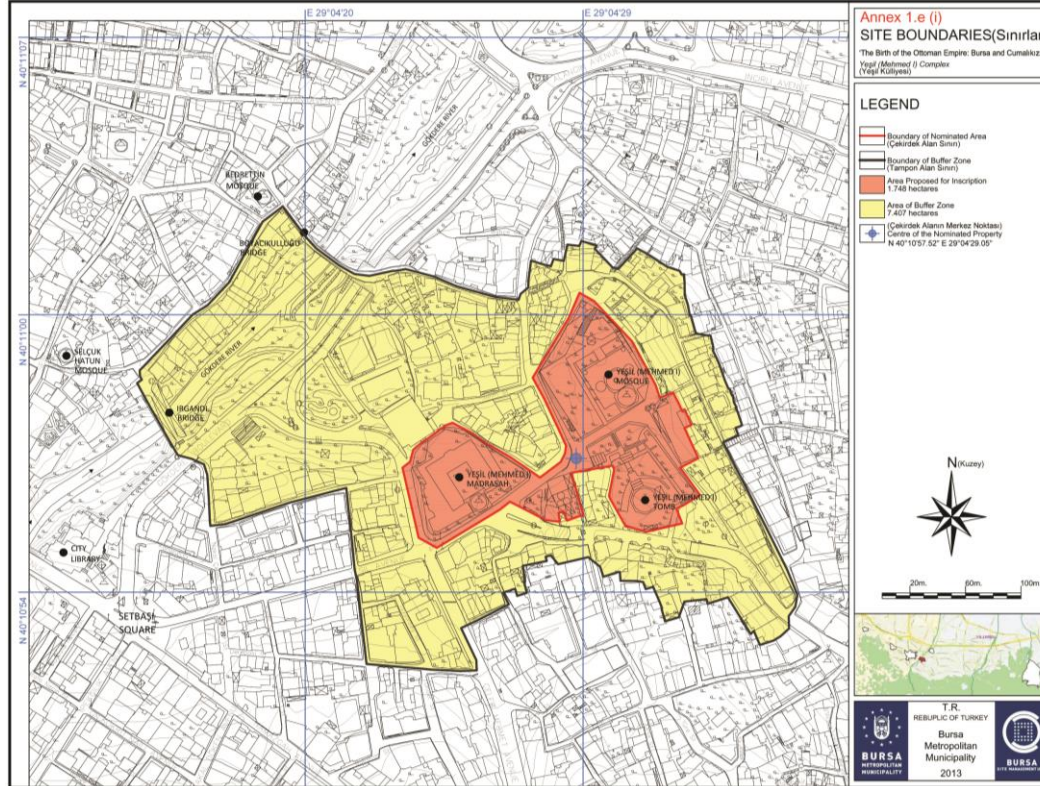 E 29°04'20
E 29°04'29
N 40°11'07
N 40°11'00
N 40°10'54
GÖKDERE RIVER
BEDRETTİN
MOSQUE
BOYACIKULLUĞU
BRIDGE
SELÇUK
HATUN
MOSQUE
GÖKDERE RIVER
IRGANDI
BRIDGE
YEŞİL (MEHMED I)
MOSQUE
YEŞİL (MEHMED I)
MADRASAH
YEŞİL (MEHMED I)
TOMB
CITY
LIBRARY
SETBAŞI
SQUARE
Annex 1.e (i)
SITE BOUNDARIES(Sınırlar
'The Birth of the Ottoman Empire: Bursa and Cumalıkız
Yeşil (Mehmed I) Complex
(Yeşil Külliyesi)
LEGEND
Boundary of Nominated Area
(Çekirdek Alan Sınırı)
Boundary of Buffer Zone
(Tampon Alan Sınırı)
Area Proposed for Inscription
1.748 hectares
Area of Buffer Zone
7.407 hectares
(Çekirdek Alanın Merkez Noktası)
Centre of the Nominated Property
N 40°10'57.52" E 29°04'29.05"
N(Kuzey)
20m. 60m. 100m
T.R.
REBUPLIC OF TURKEY
Bursa
Metropolitan
Municipality
2013
BURSA
METROPOLITAN
MUNICIPALITY
BURSA
SITE MANAGEMENT